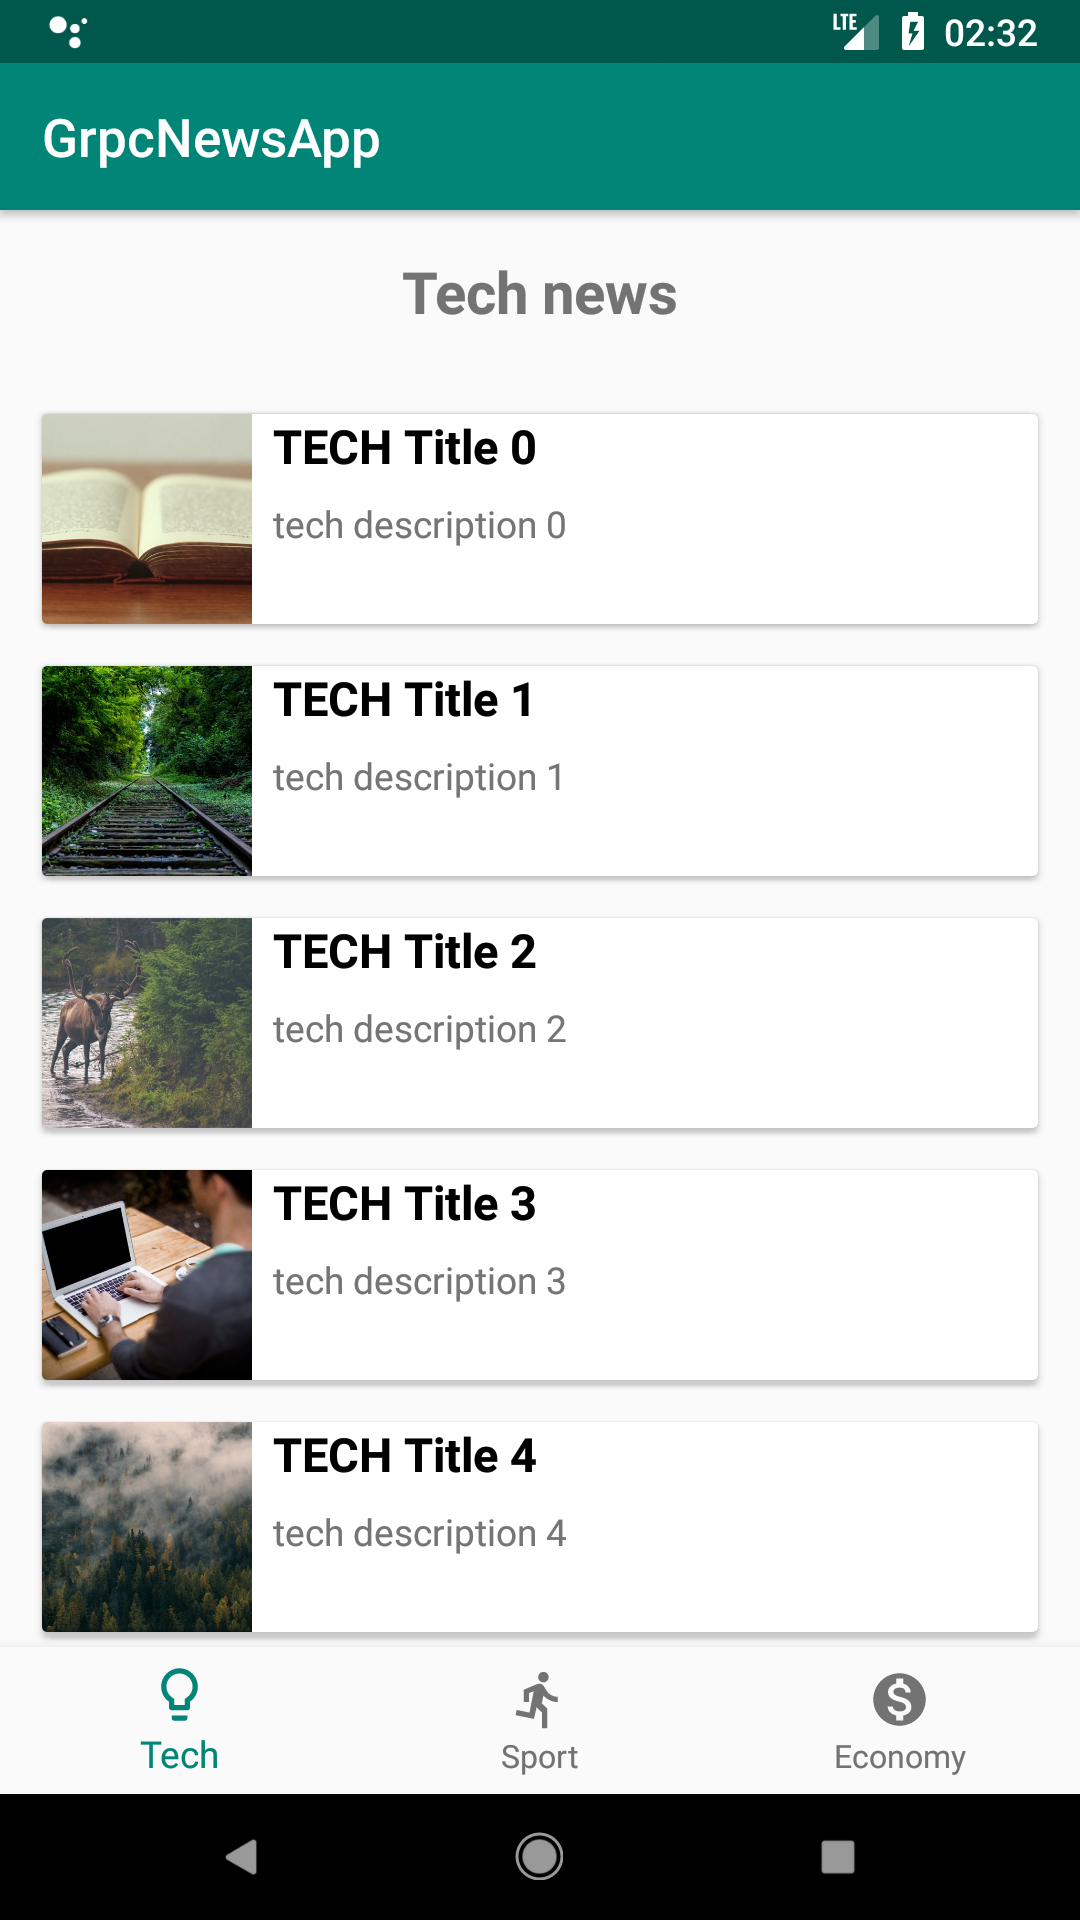 LTE 02:32
GrpcNewsApp
Tech news
TECH Title 0
tech description 0
TECH Title 1
tech description 1
TECH Title 2
tech description 2
TECH Title 3
tech description 3
TECH Title 4
tech description 4
Tech Sport Economy